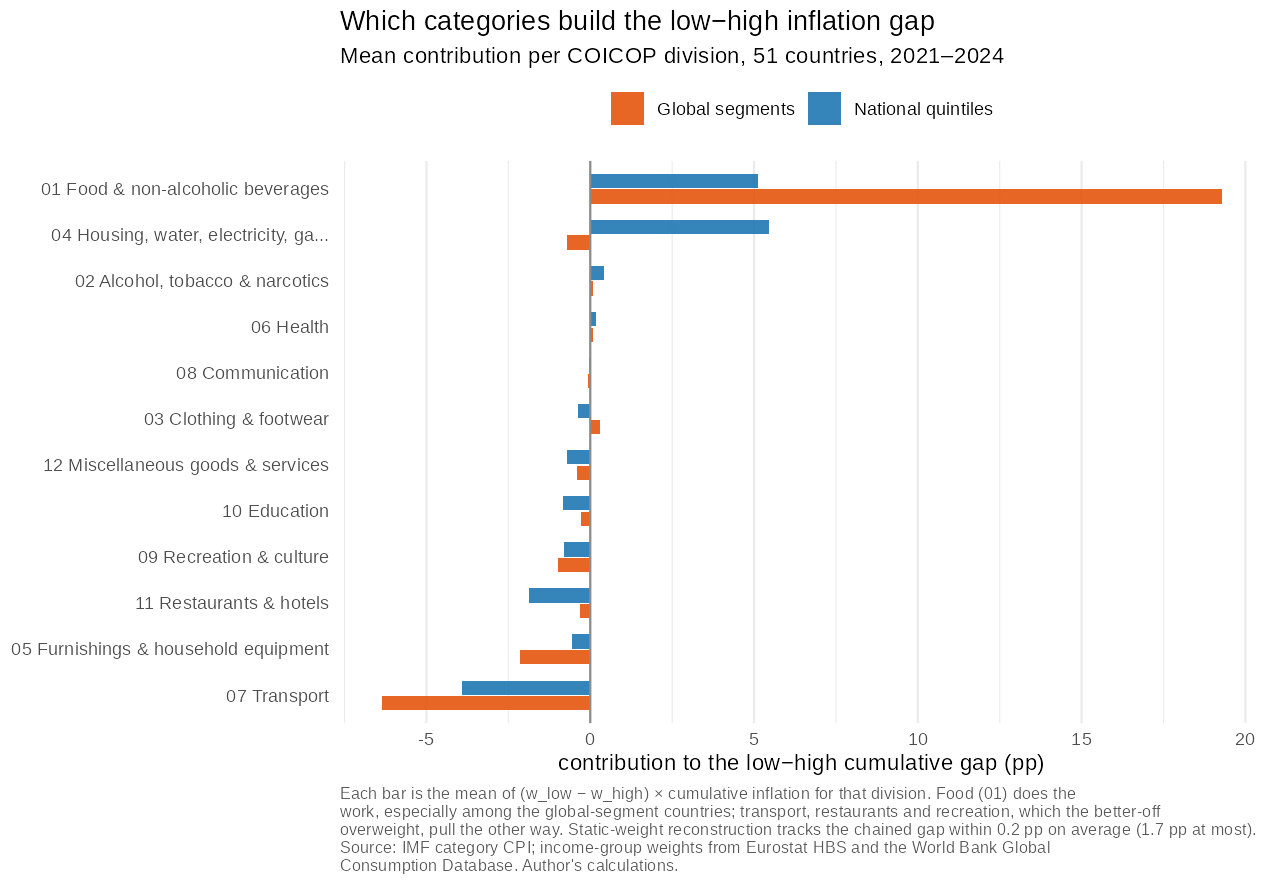 Which categories build the low−high inflation gap
Mean contribution per COICOP division, 51 countries, 2021–2024
Global segments
National quintiles
01 Food & non-alcoholic beverages
04 Housing, water, electricity, ga...
02 Alcohol, tobacco & narcotics
06 Health
08 Communication
03 Clothing & footwear
12 Miscellaneous goods & services
10 Education
09 Recreation & culture
11 Restaurants & hotels
05 Furnishings & household equipment
07 Transport
-5 0 5 10 15 20
contribution to the low−high cumulative gap (pp)
Each bar is the mean of (w_low − w_high) × cumulative inflation for that division. Food (01) does the
work, especially among the global-segment countries; transport, restaurants and recreation, which the better-off
overweight, pull the other way. Static-weight reconstruction tracks the chained gap within 0.2 pp on average (1.7 pp at most).
Source: IMF category CPI; income-group weights from Eurostat HBS and the World Bank Global
Consumption Database. Author's calculations.